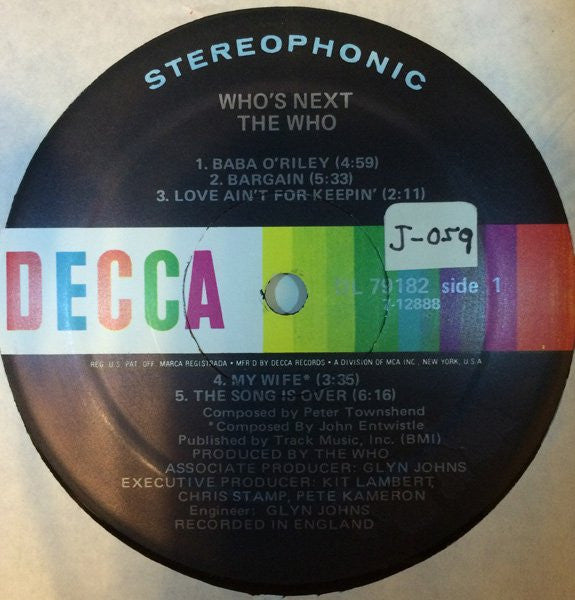 STEREOPHONIC
WHO'S NEXT
THE WHO
1. BABA O'RILEY (4:59)
2. BARGAIN (5:33)
3. LOVE AIN'T FOR KEEPIN' (2:11)
J-059
DECCA
79182 side 1
7-12888
REG. U.S. PAT. OFF. MARCA REGISTRADA • MFR'D BY DECCA RECORDS • A DIVISION OF MCA INC., NEW YORK, U.S.A
4. MY WIFE* (3:35)
5. THE SONG IS OVER (6:16)
Composed by Peter Townshend
*Composed By John Entwistle
Published by Track Music, Inc. (BMI)
PRODUCED BY THE WHO
ASSOCIATE PRODUCER: GLYN JOHNS
EXECUTIVE PRODUCER: KIT LAMBERT,
CHRIS STAMP, PETE KAMERON
Engineer: GLYN JOHNS
RECORDED IN ENGLAND